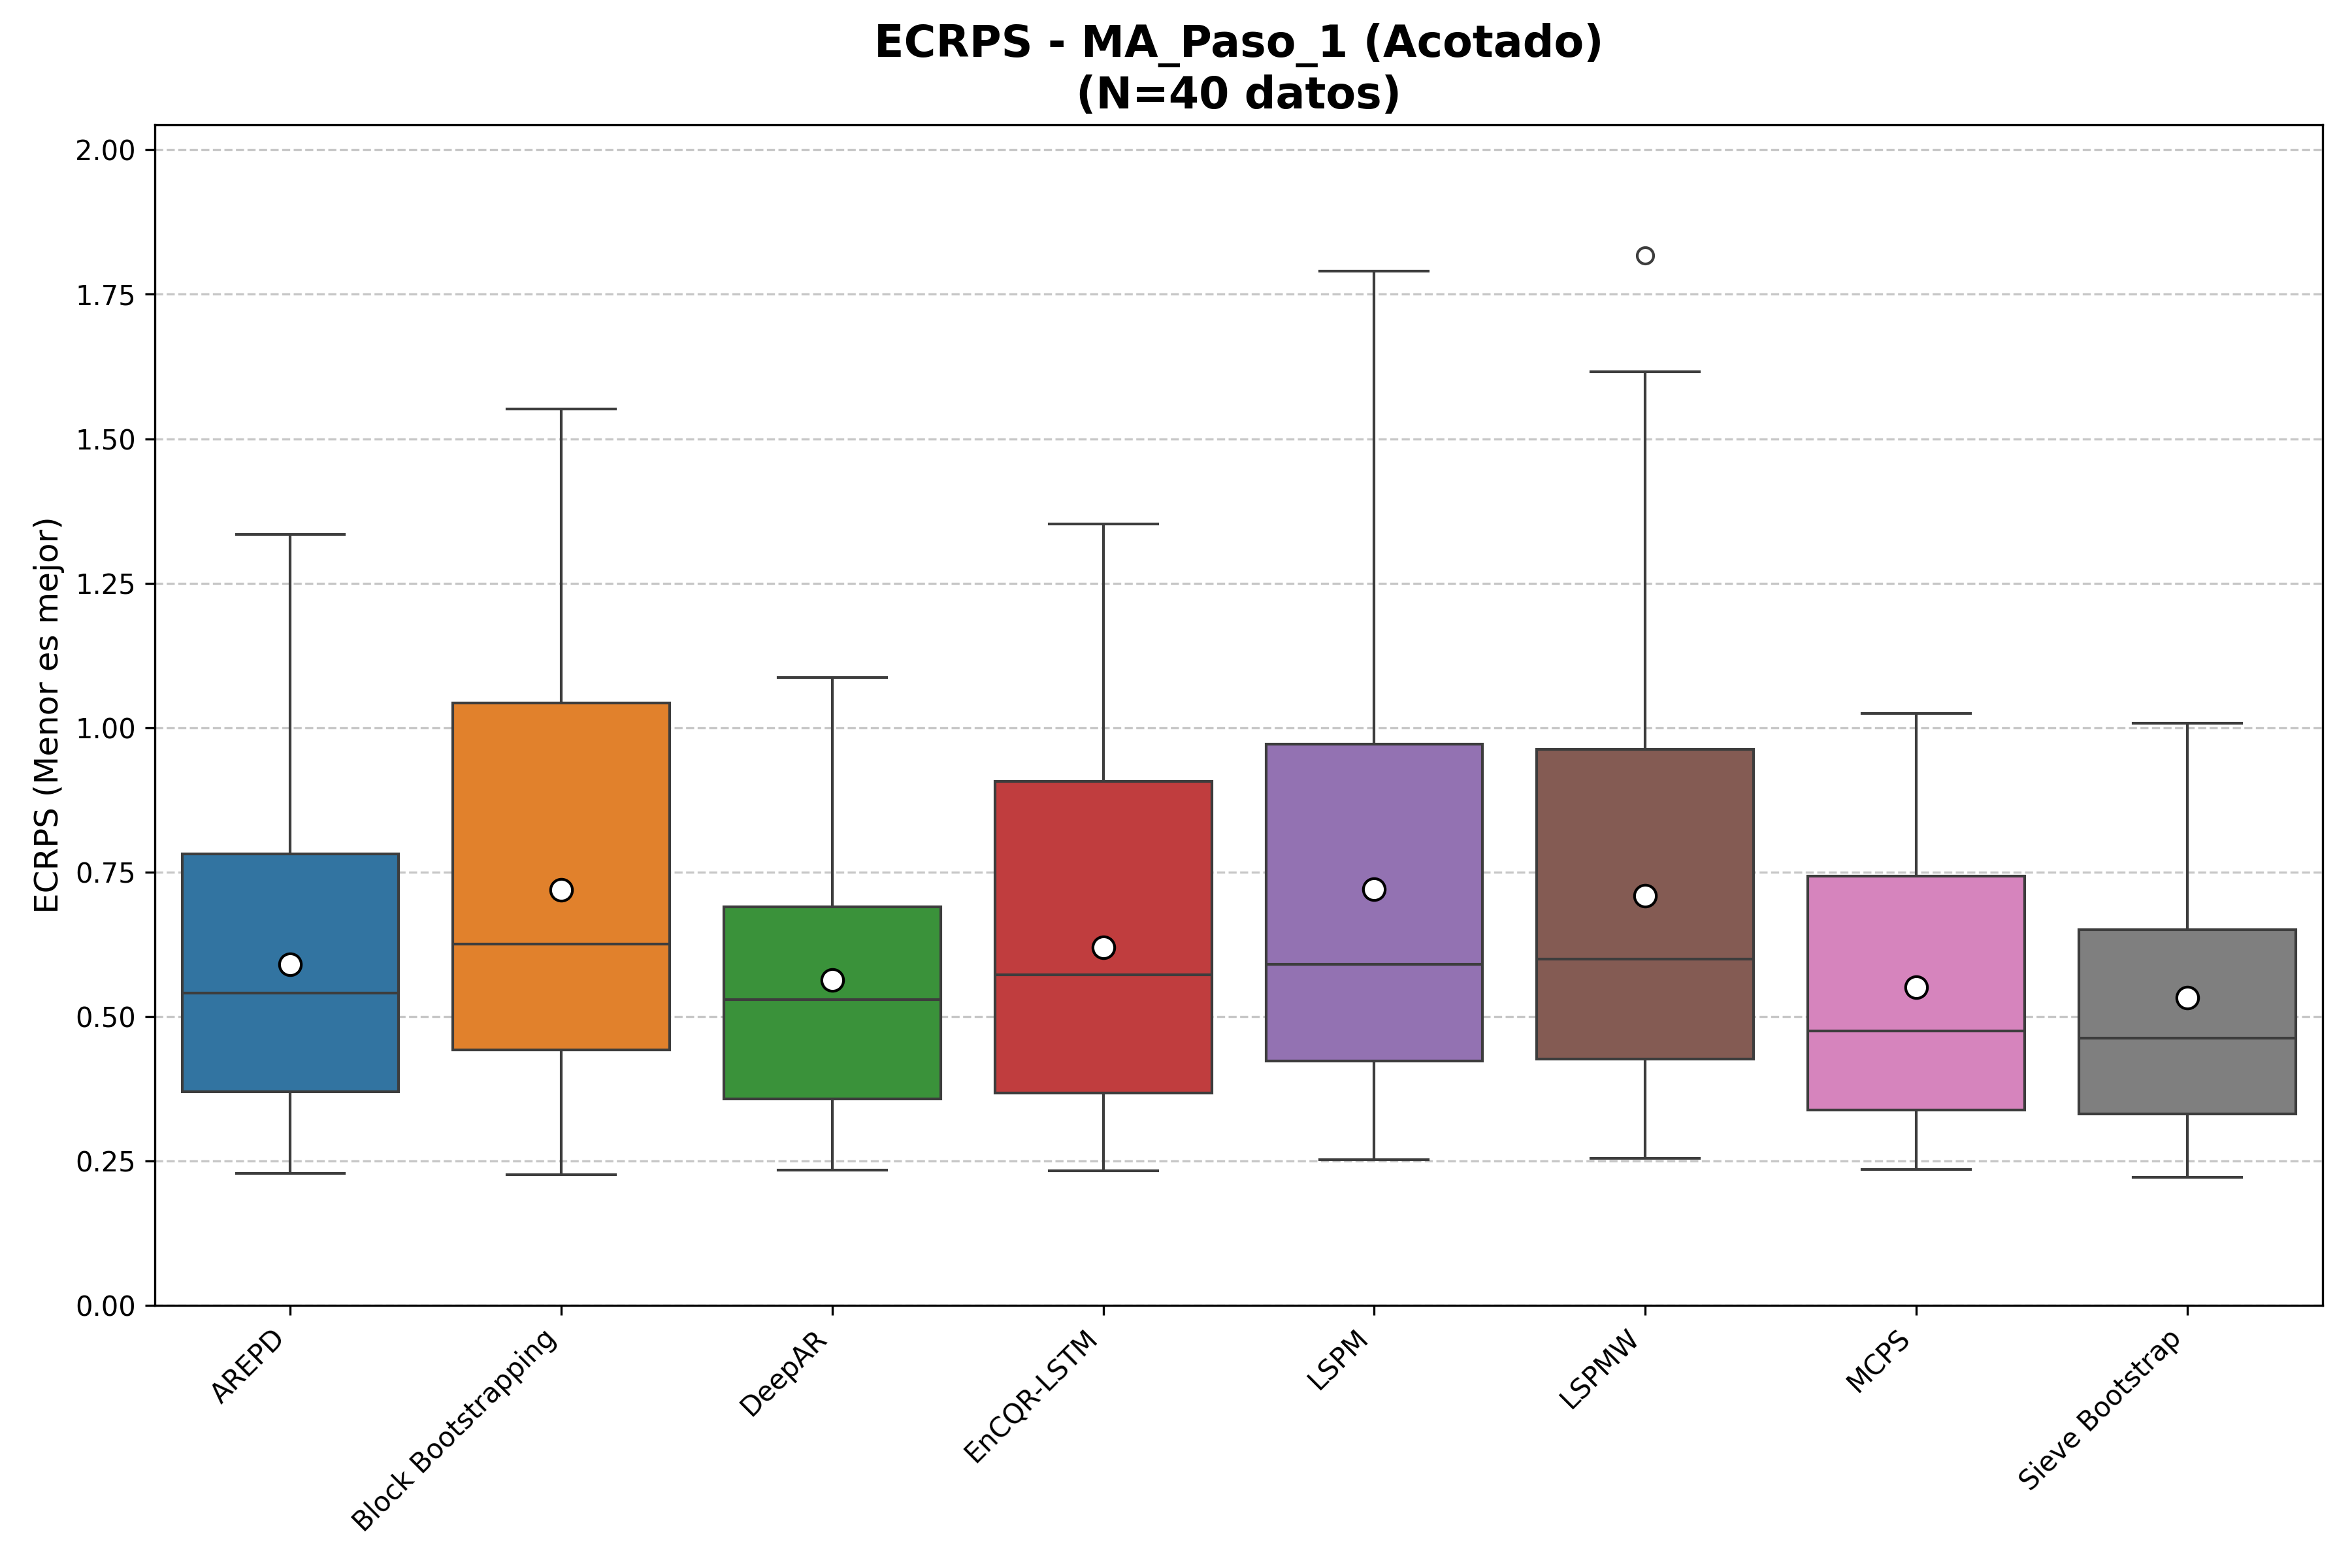 ECRPS - MA_Paso_1 (Acotado)
(N=40 datos)
ECRPS (Menor es mejor)
2.00
1.75
1.50
1.25
1.00
0.75
0.50
0.25
0.00
AREPD
Block Bootstrapping
DeepAR
EnCQR-LSTM
LSPM
LSPMW
MCPS
Sieve Bootstrap